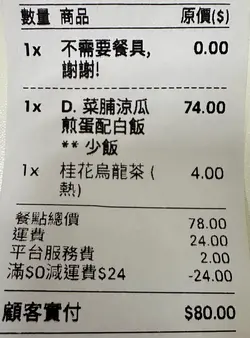 數量 商品 原價($)
1x 不需要餐具, 0.00
謝謝!
1x D. 菜脯涼瓜 74.00
煎蛋配白飯
** 少飯
1x 桂花烏龍茶 ( 4.00
熱)
餐點總價 78.00
運費 24.00
平台服務費 2.00
滿$0減運費$24 -24.00
顧客實付 $80.00